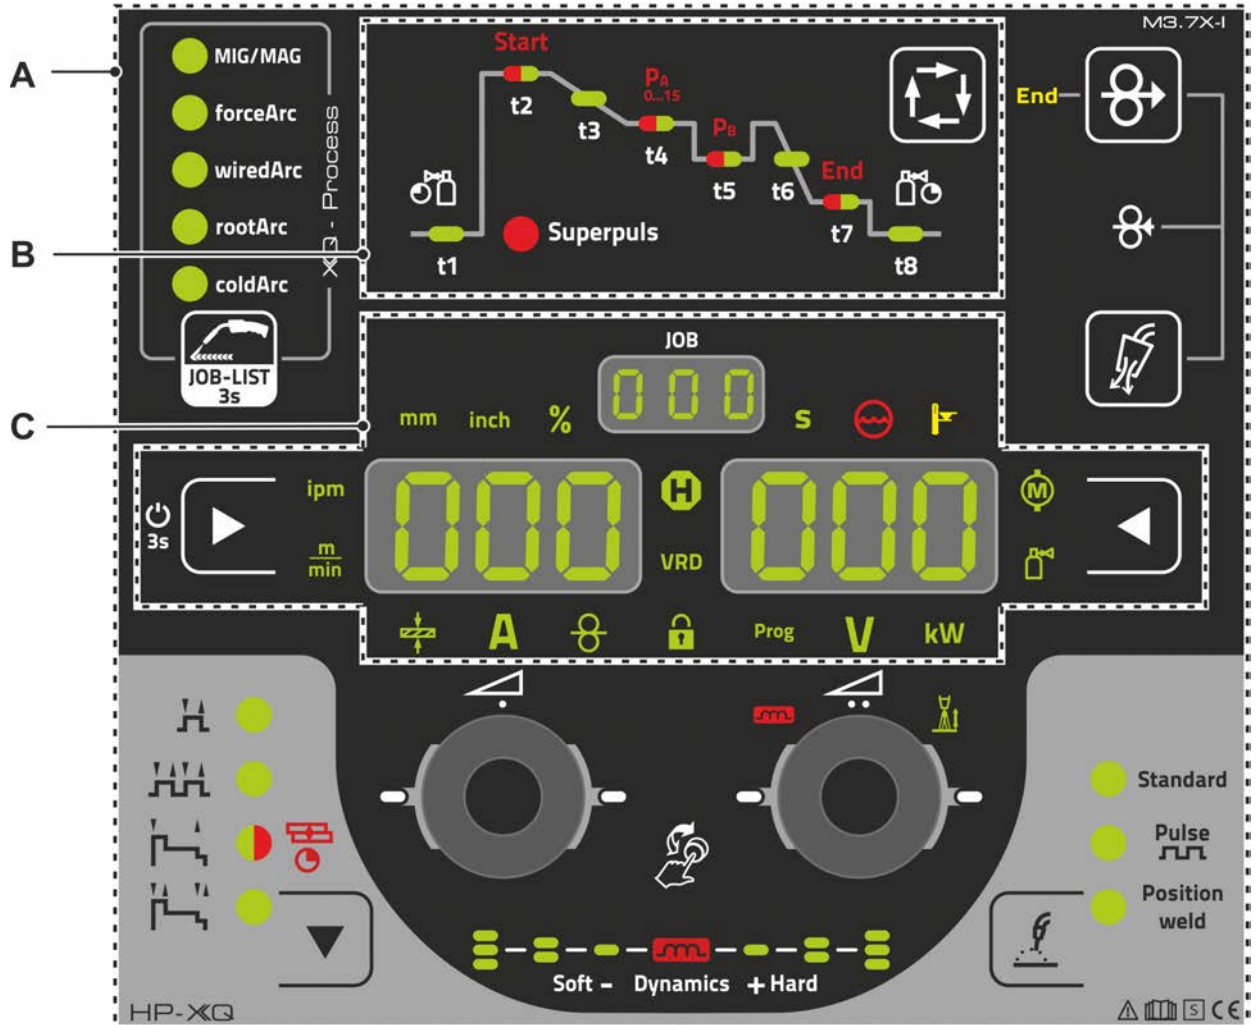 M3.7X-I
A
MIG/MAG
forceArc
wiredArc
rootArc
coldArc
XQ - Process
JOB-LIST
3s
B
Start
t2
t3
PA
0...15
t4
PB
t5
t6
End
t7
t1
Superpuls
t8
End
C
JOB
000
mm
inch
%
s
3s
ipm
m
min
000
H
VRD
000
M
A
Prog
V
kW
Standard
Pulse
Position
weld
Soft - Dynamics + Hard
HP-XQ
S CE